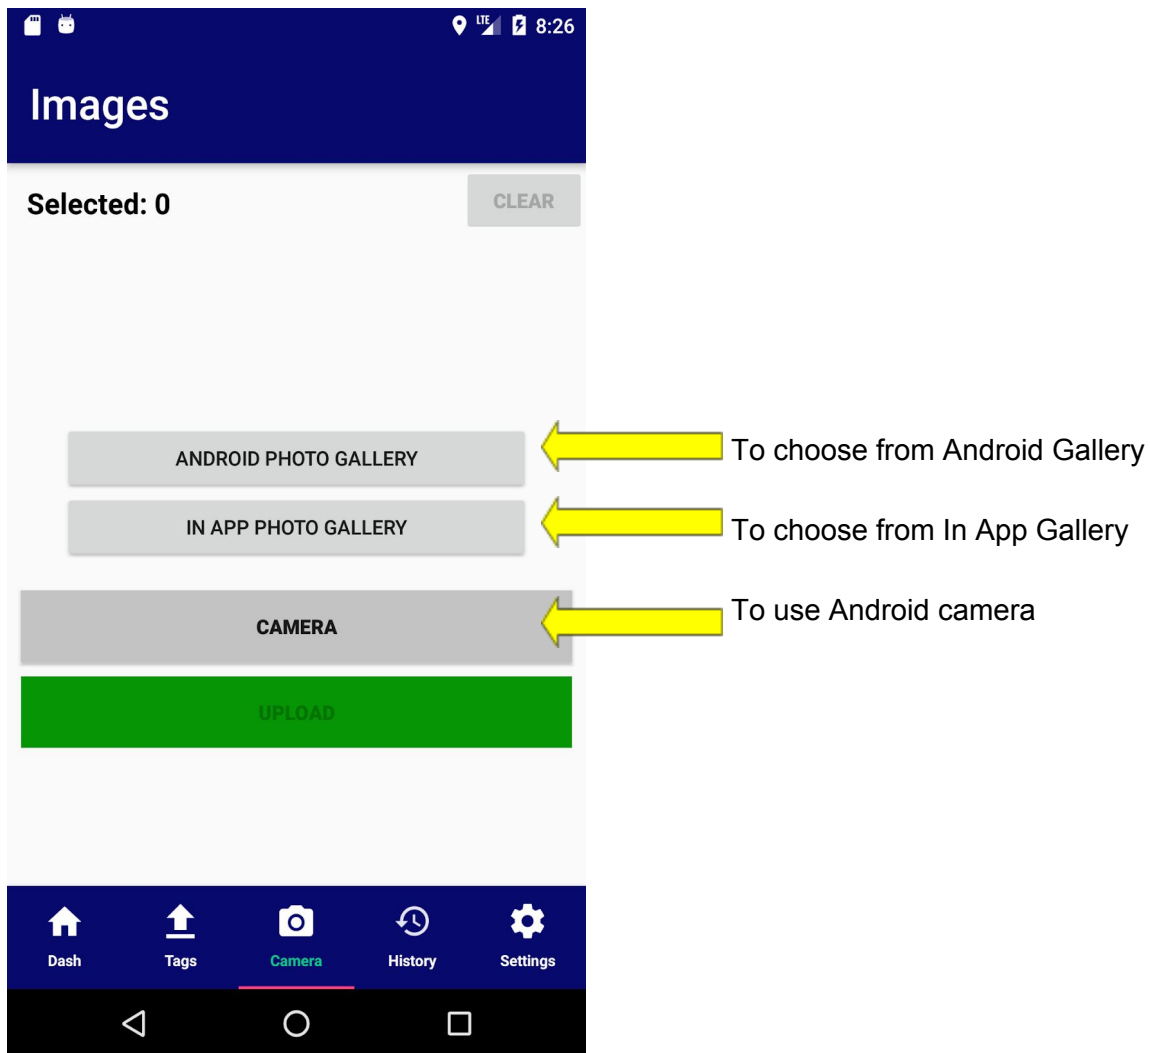 LTE 8:26
Images
Selected: 0 CLEAR
ANDROID PHOTO GALLERY To choose from Android Gallery
IN APP PHOTO GALLERY To choose from In App Gallery
CAMERA To use Android camera
UPLOAD
Dash Tags Camera History Settings